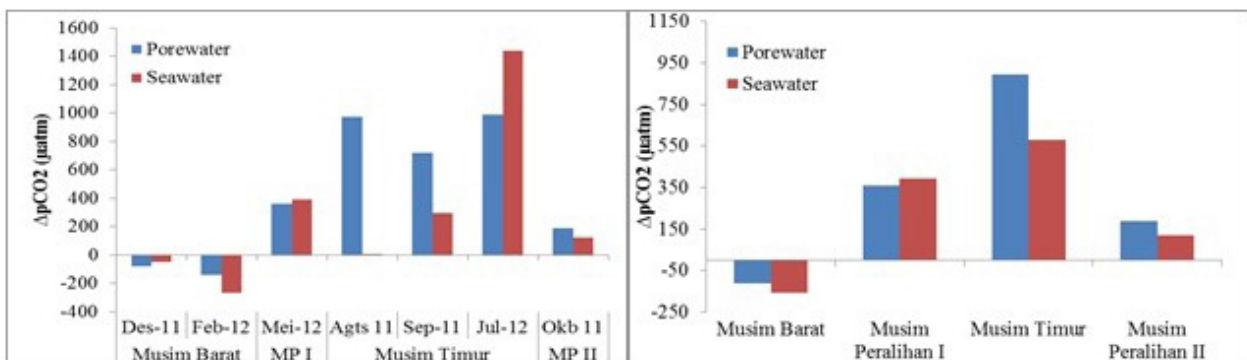 1600
1400
1200
1000
800
600
400
200
0
-200
-400
ΔpCO2 (µatm)
Porewater
Seawater
Des-11 Feb-12 Mei-12 Agts 11 Sep-11 Jul-12 Okb 11
Musim Barat MP I Musim Timur MP II
1150
950
750
550
350
150
-50
-250
ΔpCO2 (µatm)
Porewater
Seawater
Musim Barat Musim Peralihan I Musim Timur Musim Peralihan II